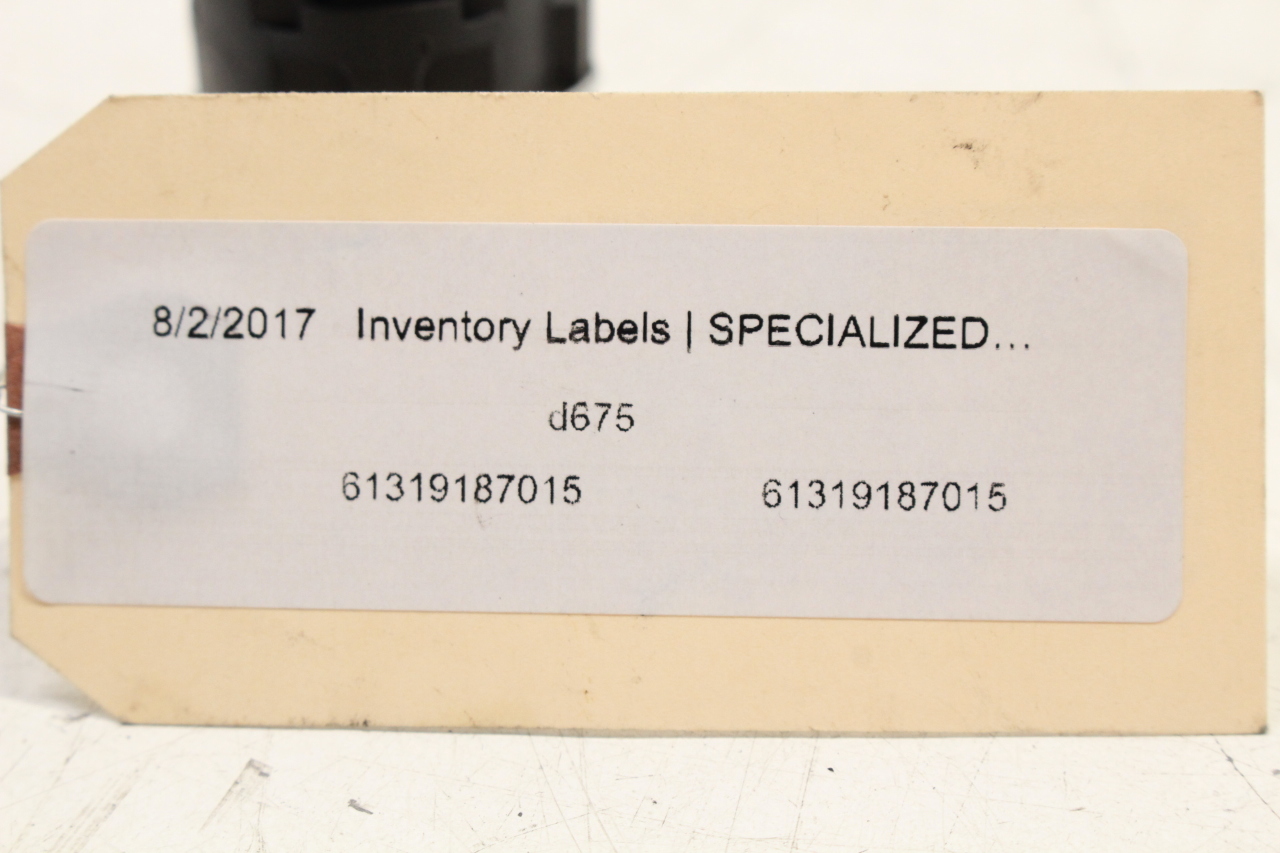 8/2/2017 Inventory Labels | SPECIALIZED...
d675
61319187015 61319187015